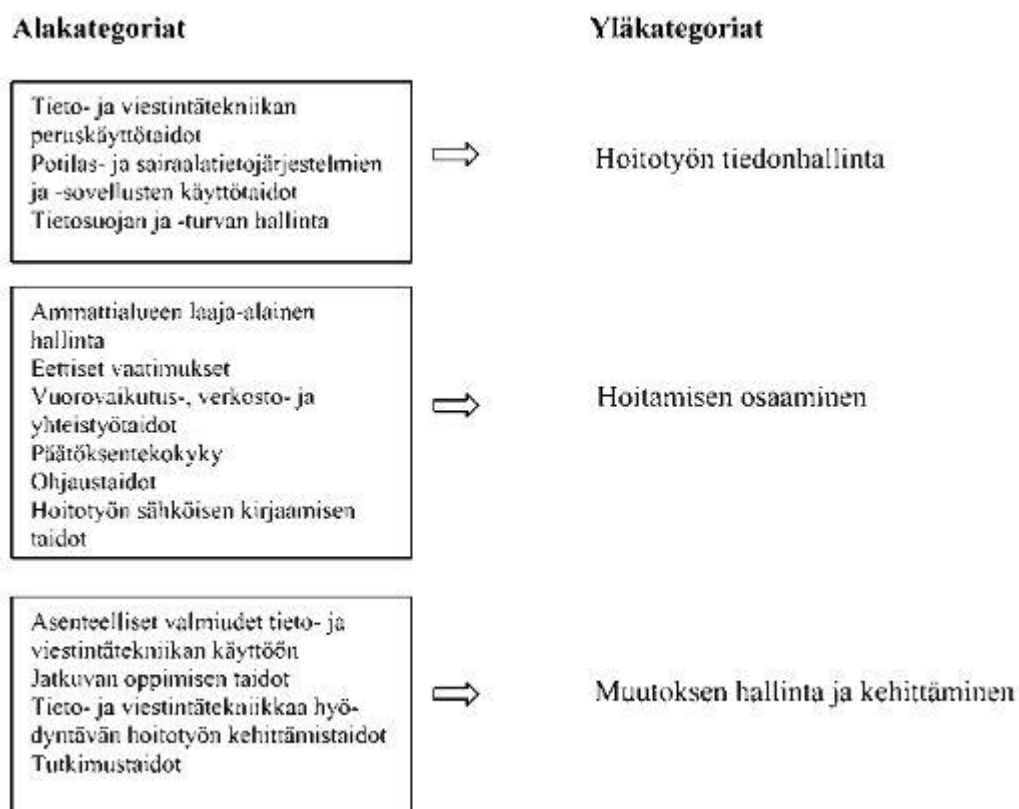 Alakategoriat
Yläkategoriat
Tieto- ja viestintätekniikan
peruskäyttötaidot
Potilas- ja sairaalatietojärjestelmien
ja -sovellusten käyttötaidot
Tietosuojan ja -turvan hallinta
Hoitotyön tiedonhallinta
Ammattialueen laaja-alainen
hallinta
Eettiset vaatimukset
Vuorovaikutus-, verkosto- ja
yhteistyötaidot
Päätöksentekokyky
Ohjaustaidot
Hoitotyön sähköisen kirjaamisen
taidot
Hoitamisen osaaminen
Asenteelliset valmiudet tieto- ja
viestintätekniikan käyttöön
Jatkuvan oppimisen taidot
Tieto- ja viestintätekniikkaa hyö-
dyntävän hoitotyön kehittämistaidot
Tutkimustaidot
Muutoksen hallinta ja kehittäminen